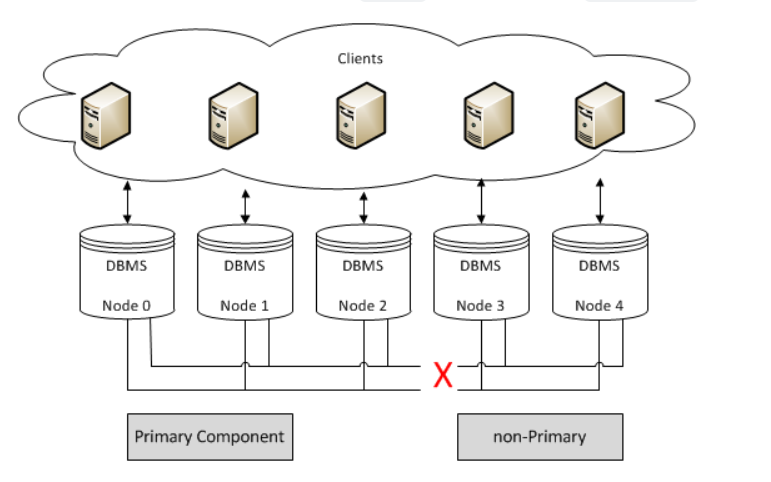 Clients
DBMS
Node 0
DBMS
Node 1
DBMS
Node 2
DBMS
Node 3
DBMS
Node 4
X
Primary Component
non-Primary